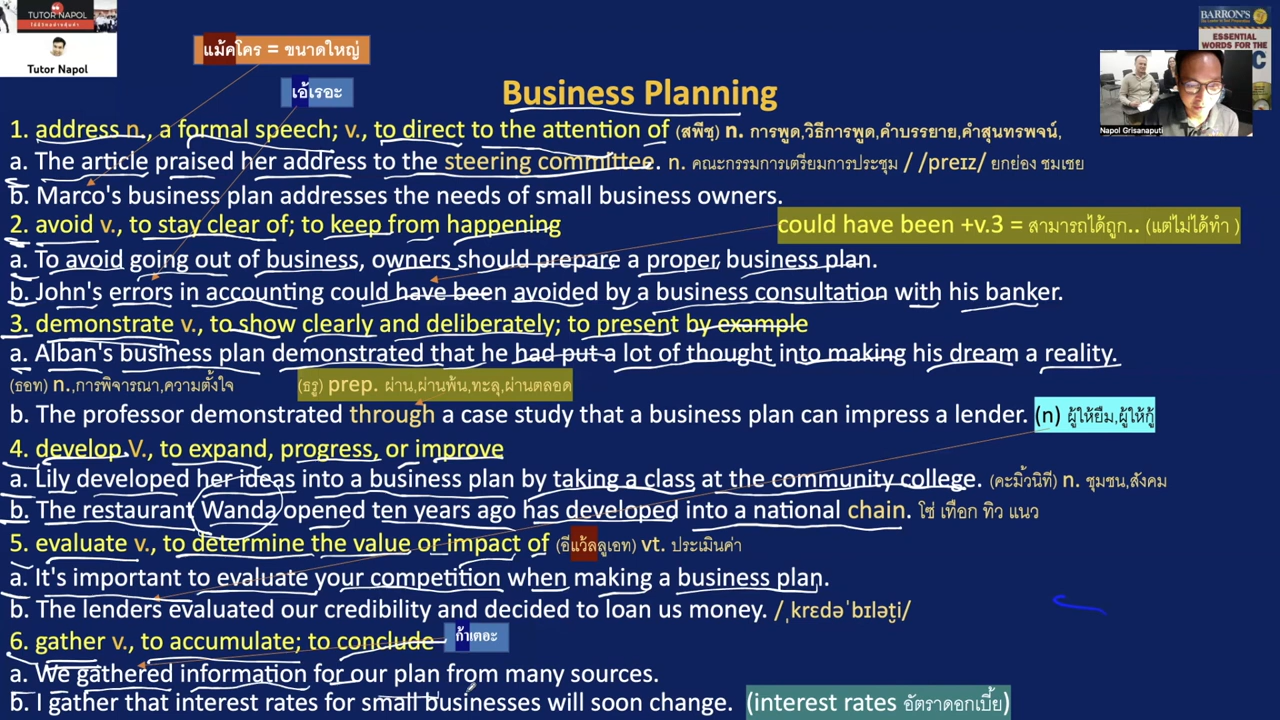 TUTOR NAPOL
Tutor Napol
BARRON'S
ESSENTIAL
WORDS FOR THE
แม้คโคร = ขนาดใหญ่
เอ้เรอะ
Napol Grisanaputi
Business Planning
1. address n., a formal speech; v., to direct to the attention of (สพีช) n. การพูด,วิธีการพูด,คำบรรยาย,คำสุนทรพจน์,
a. The article praised her address to the steering committee. n. คณะกรรมการเตรียมการประชุม / /preɪz/ ยกย่อง ชมเชย
b. Marco's business plan addresses the needs of small business owners.
2. avoid v., to stay clear of; to keep from happening
could have been +v.3 = สามารถได้ถูก.. (แต่ไม่ได้ทำ )
a. To avoid going out of business, owners should prepare a proper business plan.
b. John's errors in accounting could have been avoided by a business consultation with his banker.
3. demonstrate v., to show clearly and deliberately; to present by example
a. Alban's business plan demonstrated that he had put a lot of thought into making his dream a reality.
(ธอท) n.,การพิจารณา,ความตั้งใจ (ธรู) prep. ผ่าน,ผ่านพ้น,ทะลุ,ผ่านตลอด
b. The professor demonstrated through a case study that a business plan can impress a lender. (n) ผู้ให้ยืม,ผู้ให้กู้
4. develop V., to expand, progress, or improve
a. Lily developed her ideas into a business plan by taking a class at the community college. (คะมิ้วนิที) n. ชุมชน,สังคม
b. The restaurant Wanda opened ten years ago has developed into a national chain. โซ่ เทือก ทิว แนว
5. evaluate v., to determine the value or impact of (อีแว้ลลูเอท) vt. ประเมินค่า
a. It's important to evaluate your competition when making a business plan.
b. The lenders evaluated our credibility and decided to loan us money. /ˌkrɛdəˈbɪlət̬i/
6. gather v., to accumulate; to conclude ก้าเตอะ
a. We gathered information for our plan from many sources.
b. I gather that interest rates for small businesses will soon change. (interest rates อัตราดอกเบี้ย)